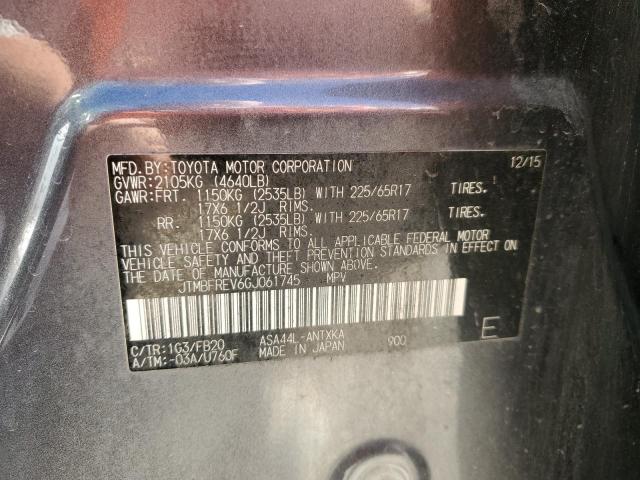 MFD.BY:TOYOTA MOTOR CORPORATION 12/15
GVWR:2105KG (4640LB)
GAWR:FRT. 1150KG (2535LB) WITH 225/65R17 TIRES.
17X6 1/2J RIMS.
RR. 1150KG (2535LB) WITH 225/65R17 TIRES.
17X6 1/2J RIMS.
THIS VEHICLE CONFORMS TO ALL APPLICABLE FEDERAL MOTOR
VEHICLE SAFETY AND THEFT PREVENTION STANDARDS IN EFFECT ON
THE DATE OF MANUFACTURE SHOWN ABOVE.
JTMBFREV6GJ061745 MPV
C/TR:1G3/FB20 ASA44L-ANTXKA 900 E
A/TM:-03A/U760F MADE IN JAPAN